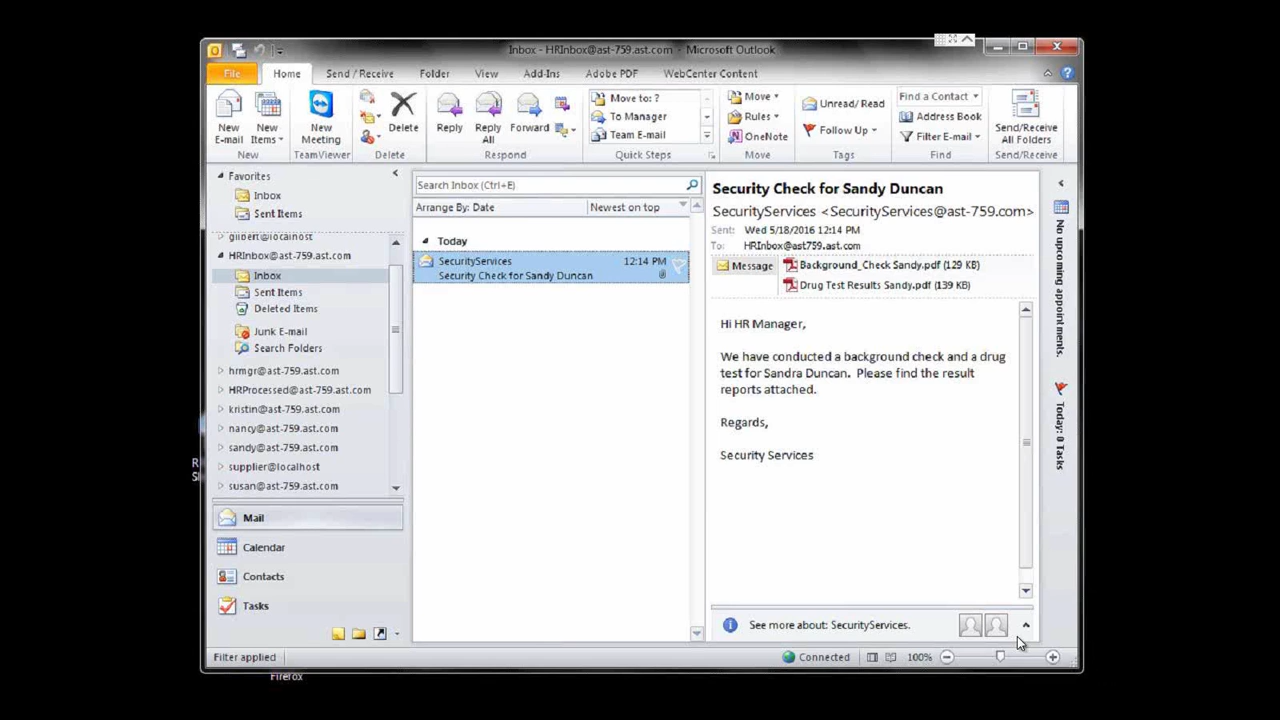 Inbox - HRInbox@ast-759.ast.com - Microsoft Outlook
File Home Send / Receive Folder View Add-Ins Adobe PDF WebCenter Content
New E-mail
New Items
New
New Meeting
TeamViewer
Delete
Delete
Reply
Reply All
Forward
Respond
Move to: ?
To Manager
Team E-mail
Quick Steps
Move
Rules
OneNote
Move
Unread/ Read
Follow Up
Tags
Find a Contact
Address Book
Filter E-mail
Find
Send/Receive All Folders
Send/Receive
Favorites
Inbox
Sent Items
gilbert@localhost
HRInbox@ast-759.ast.com
Inbox
Sent Items
Deleted Items
Junk E-mail
Search Folders
hrmgr@ast-759.ast.com
HRProcessed@ast-759.ast.com
kristin@ast-759.ast.com
nancy@ast-759.ast.com
sandy@ast-759.ast.com
supplier@localhost
susan@ast-759.ast.com
Mail
Calendar
Contacts
Tasks
Search Inbox (Ctrl+E)
Arrange By: Date Newest on top
Today
SecurityServices 12:14 PM
Security Check for Sandy Duncan
Security Check for Sandy Duncan
SecurityServices <SecurityServices@ast-759.com>
Sent: Wed 5/18/2016 12:14 PM
To: HRInbox@ast759.ast.com
Message Background_Check Sandy.pdf (129 KB)
Drug Test Results Sandy.pdf (139 KB)
Hi HR Manager,
We have conducted a background check and a drug
test for Sandra Duncan. Please find the result
reports attached.
Regards,
Security Services
See more about: SecurityServices.
No upcoming appointments.
Today: 0 Tasks
Filter applied
Connected 100%
Firefox